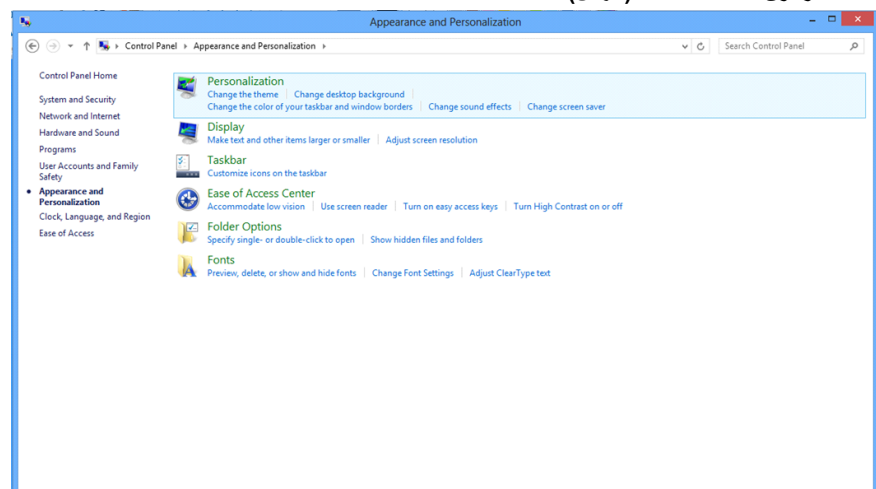 Appearance and Personalization
Control Panel
Appearance and Personalization
Search Control Panel
Control Panel Home
System and Security
Network and Internet
Hardware and Sound
Programs
User Accounts and Family
Safety
Appearance and
Personalization
Clock, Language, and Region
Ease of Access
Personalization
Change the theme
Change desktop background
Change the color of your taskbar and window borders
Change sound effects
Change screen saver
Display
Make text and other items larger or smaller
Adjust screen resolution
Taskbar
Customize icons on the taskbar
Ease of Access Center
Accommodate low vision
Use screen reader
Turn on easy access keys
Turn High Contrast on or off
Folder Options
Specify single- or double-click to open
Show hidden files and folders
Fonts
Preview, delete, or show and hide fonts
Change Font Settings
Adjust ClearType text